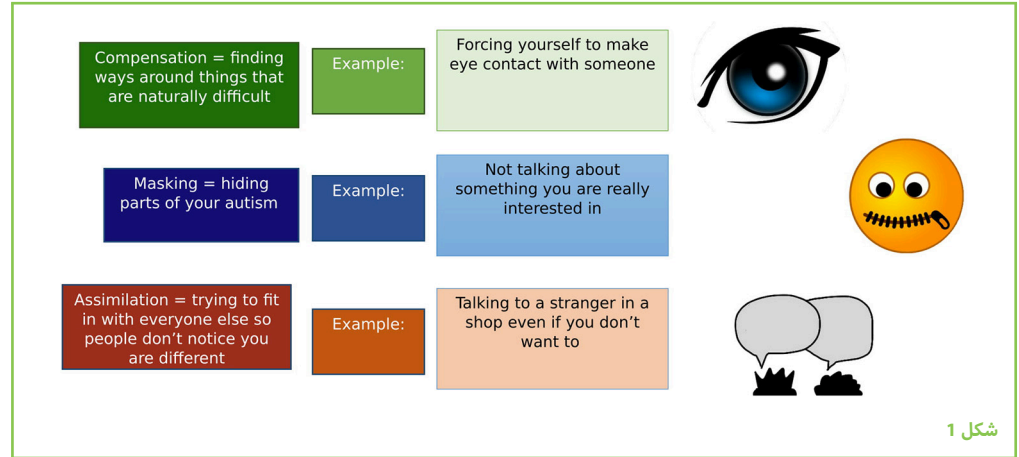 Compensation = finding
ways around things that
are naturally difficult
Example:
Forcing yourself to make
eye contact with someone
Masking = hiding
parts of your autism
Example:
Not talking about
something you are really
interested in
Assimilation = trying to fit
in with everyone else so
people don’t notice you
are different
Example:
Talking to a stranger in a
shop even if you don’t
want to
شكل 1